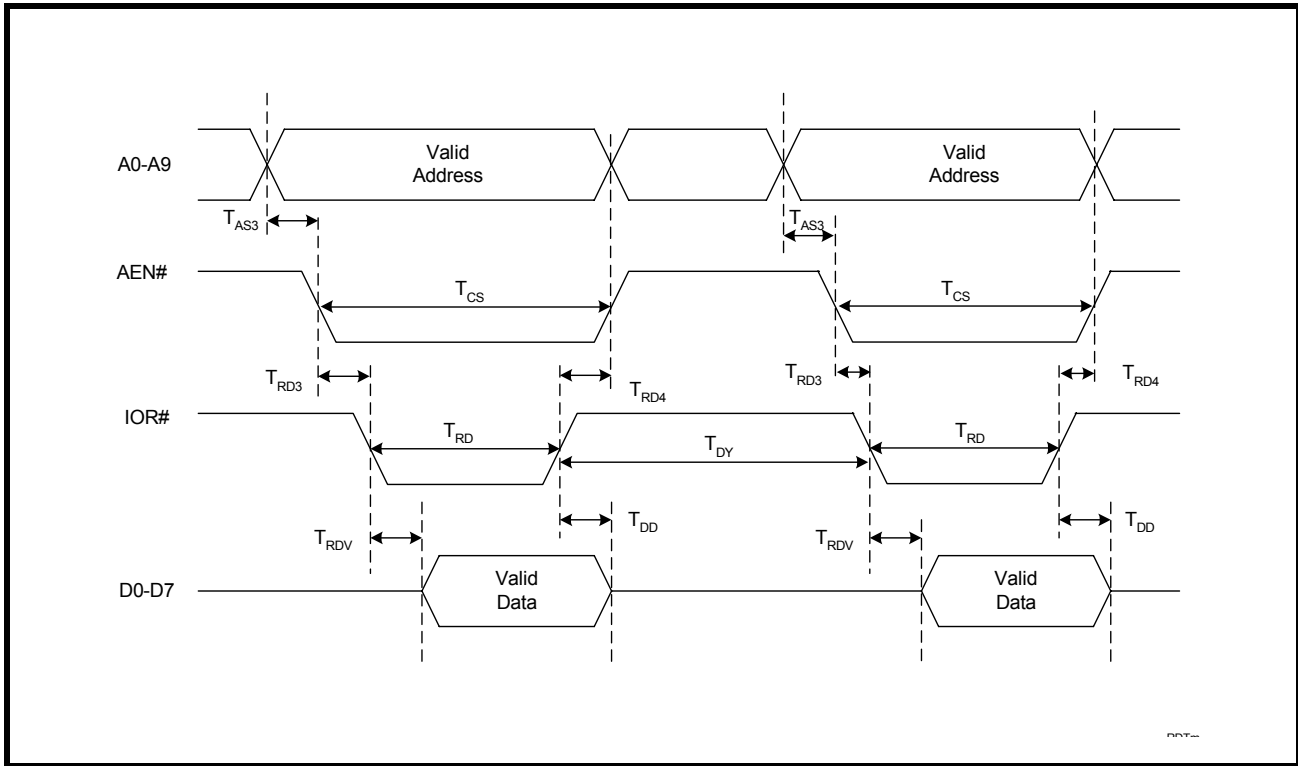 A0-A9
Valid
Address
Valid
Address
TAS3
TAS3
AEN#
TCS
TCS
TRD3
TRD4
TRD3
TRD4
IOR#
TRD
TDY
TRD
TRDV
TDD
TRDV
TDD
D0-D7
Valid
Data
Valid
Data